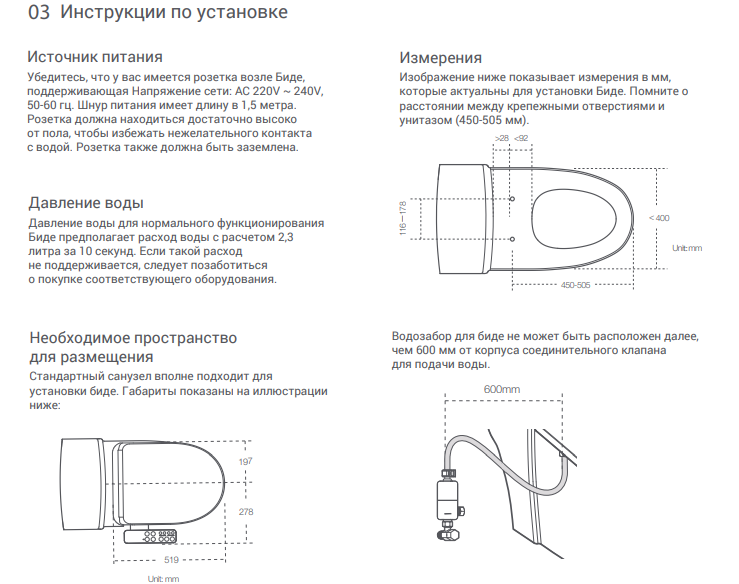 03 Инструкции по установке
Источник питания
Убедитесь, что у вас имеется розетка возле Биде,
поддерживающая Напряжение сети: AC 220V ~ 240V,
50-60 гц. Шнур питания имеет длину в 1,5 метра.
Розетка должна находиться достаточно высоко
от пола, чтобы избежать нежелательного контакта
с водой. Розетка также должна быть заземлена.
Давление воды
Давление воды для нормального функционирования
Биде предполагает расход воды с расчетом 2,3
литра за 10 секунд. Если такой расход
не поддерживается, следует позаботиться
о покупке соответствующего оборудования.
Необходимое пространство
для размещения
Стандартный санузел вполне подходит для
установки биде. Габариты показаны на иллюстрации
ниже:
197
278
519
Unit: mm
Измерения
Изображение ниже показывает измерения в мм,
которые актуальны для установки Биде. Помните о
расстоянии между крепежными отверстиями и
унитазом (450-505 мм).
>28 <92
116—178
<400
Unit:mm
450-505
Водозабор для биде не может быть расположен далее,
чем 600 мм от корпуса соединительного клапана
для подачи воды.
600mm